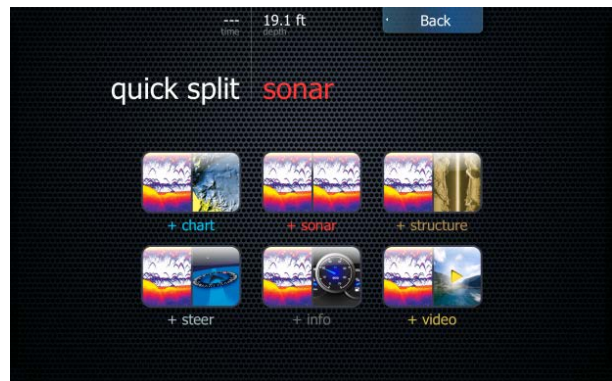 --- 19.1 ft Back
time depth
quick split sonar
+ chart + sonar + structure
+ steer + info + video